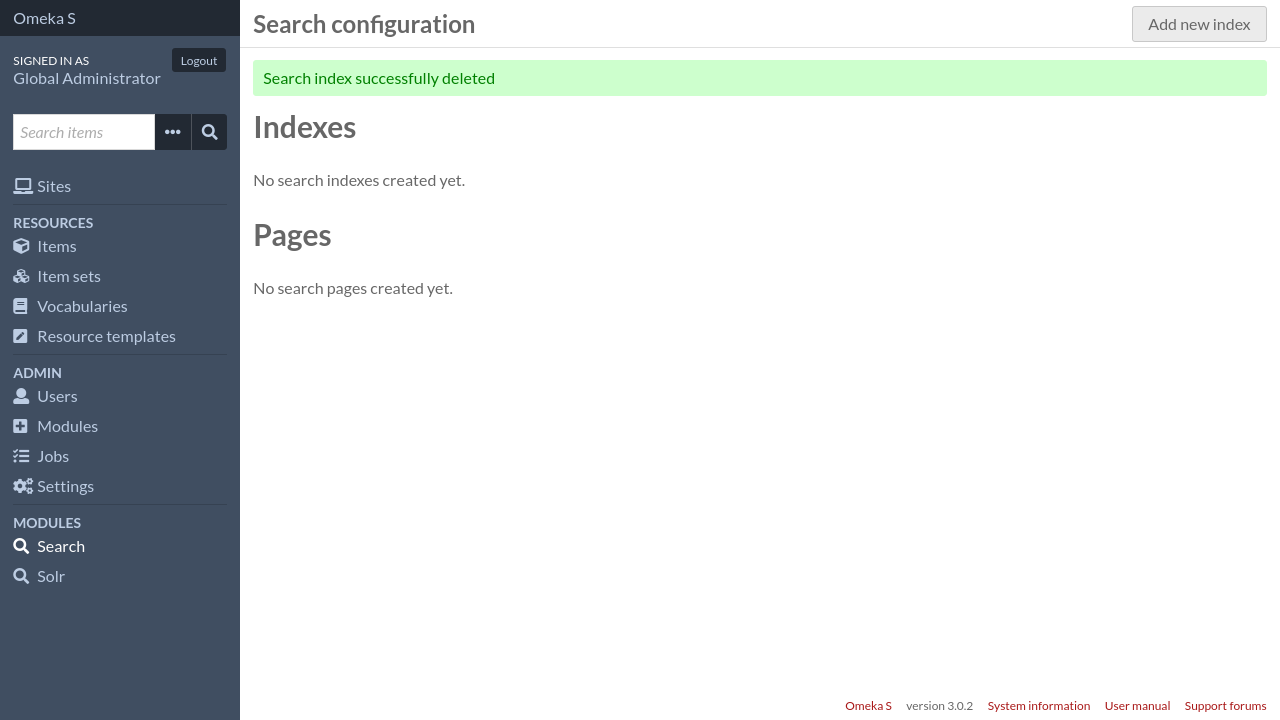 Omeka S
SIGNED IN AS
Logout
Global Administrator
Search items
Sites
RESOURCES
Items
Item sets
Vocabularies
Resource templates
ADMIN
Users
Modules
Jobs
Settings
MODULES
Search
Solr
Search configuration
Add new index
Search index successfully deleted
Indexes
No search indexes created yet.
Pages
No search pages created yet.
Omeka S version 3.0.2 System information User manual Support forums